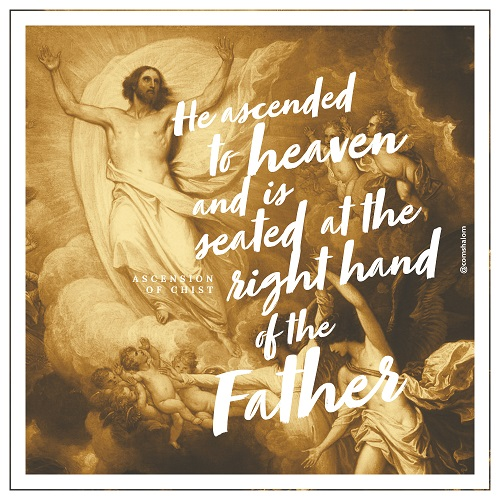 He ascended
to heaven
and is
seated at the
right hand
of the
Father
ASCENSION
OF CHIST
@comshalom